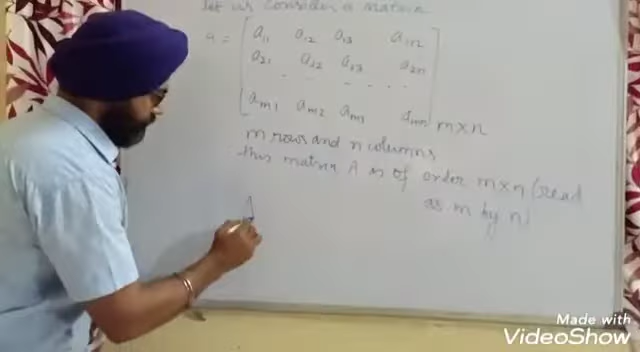 let us consider a matrix
A = [ a11 a12 a13 a1n
a21 a22 a23 a2n
. . . . . .
am1 am2 am3 amn ] m×n
m rows and n columns
this matrix A is of order m×n (read
as m by n)
A
Made with
VideoShow